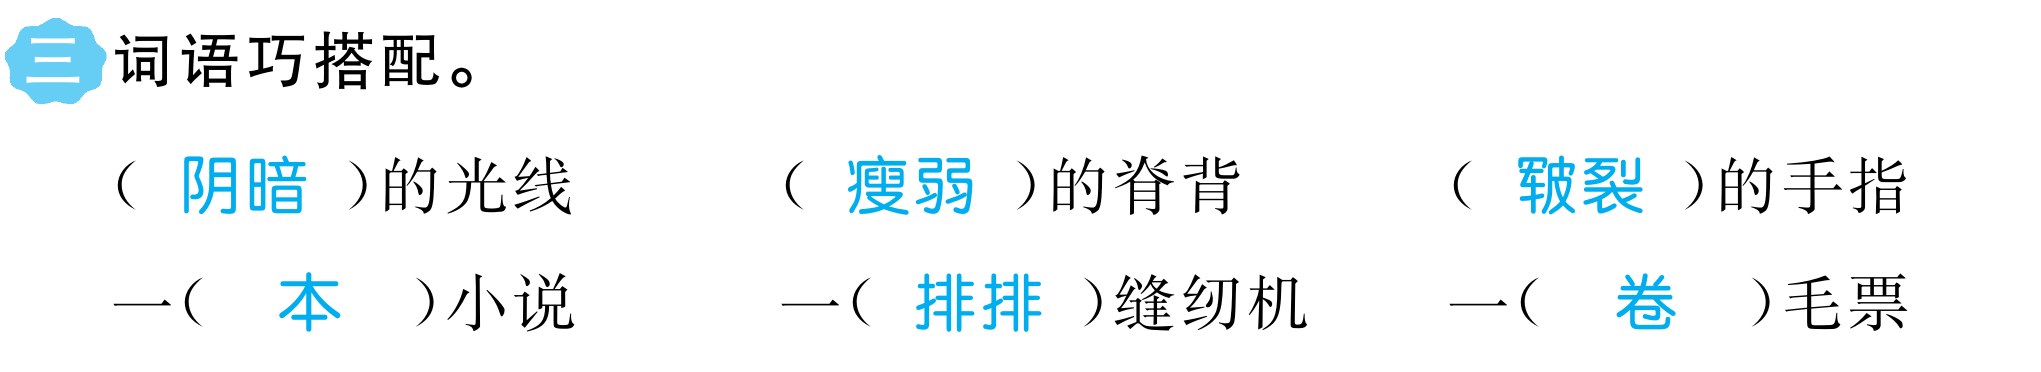 三 词语巧搭配。
（ 阴暗 ）的光线 （ 瘦弱 ）的脊背 （ 皲裂 ）的手指
一（ 本 ）小说 一（ 排排 ）缝纫机 一（ 卷 ）毛票